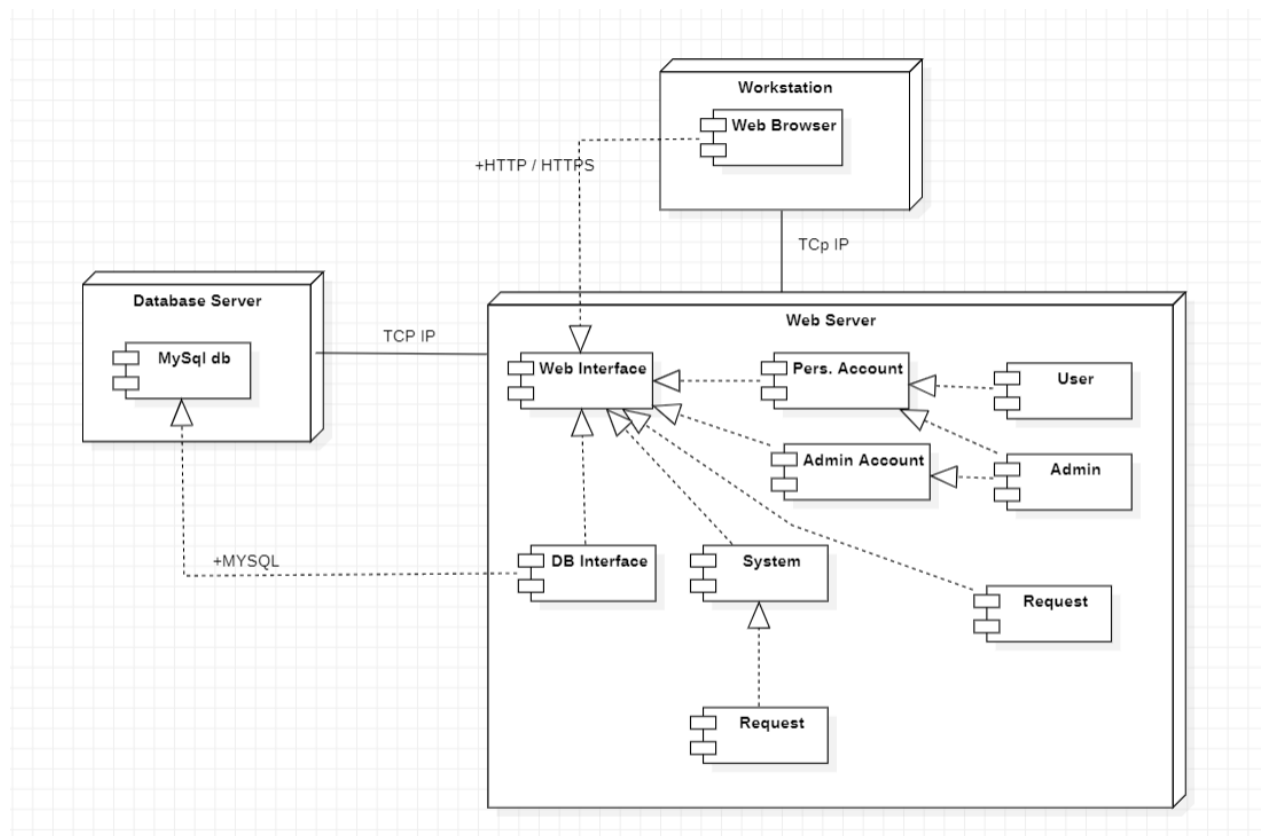 Workstation
Web Browser
+HTTP / HTTPS
TCp IP
Database Server
MySql db
TCP IP
Web Server
Web Interface
Pers. Account
User
Admin Account
Admin
+MYSQL
DB Interface
System
Request
Request